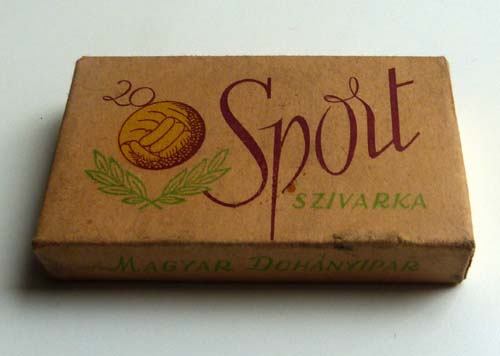 20
Sport
SZIVARKA
MAGYAR DOHÁNYIPAR